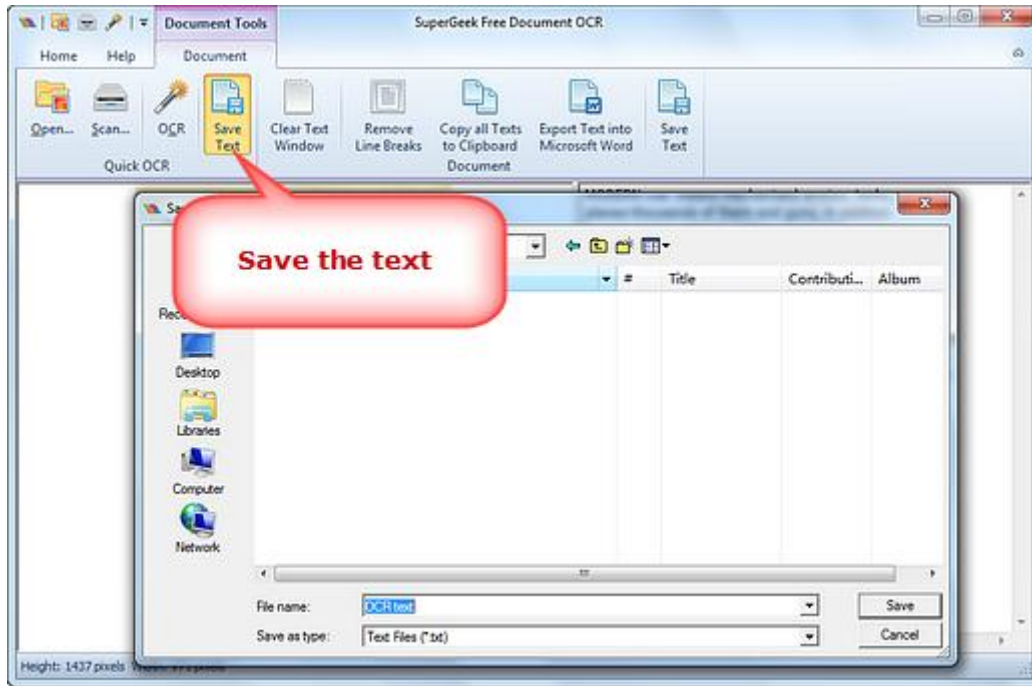 Document Tools
SuperGeek Free Document OCR
Home Help Document
Open... Scan... OCR Save Text Clear Text Window Remove Line Breaks Copy all Texts to Clipboard Export Text into Microsoft Word Save Text
Quick OCR Document
MODERN
Save the text
# Title Contributi... Album
Desktop
Libraries
Computer
Network
File name: OCR text Save
Save as type: Text Files (*.txt) Cancel
Height: 1437 pixels